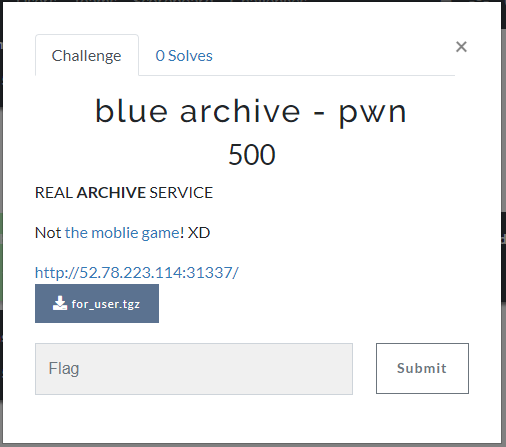 Challenge
0 Solves
×
blue archive - pwn
500
REAL ARCHIVE SERVICE
Not the moblie game! XD
http://52.78.223.114:31337/
for_user.tgz
Flag
Submit